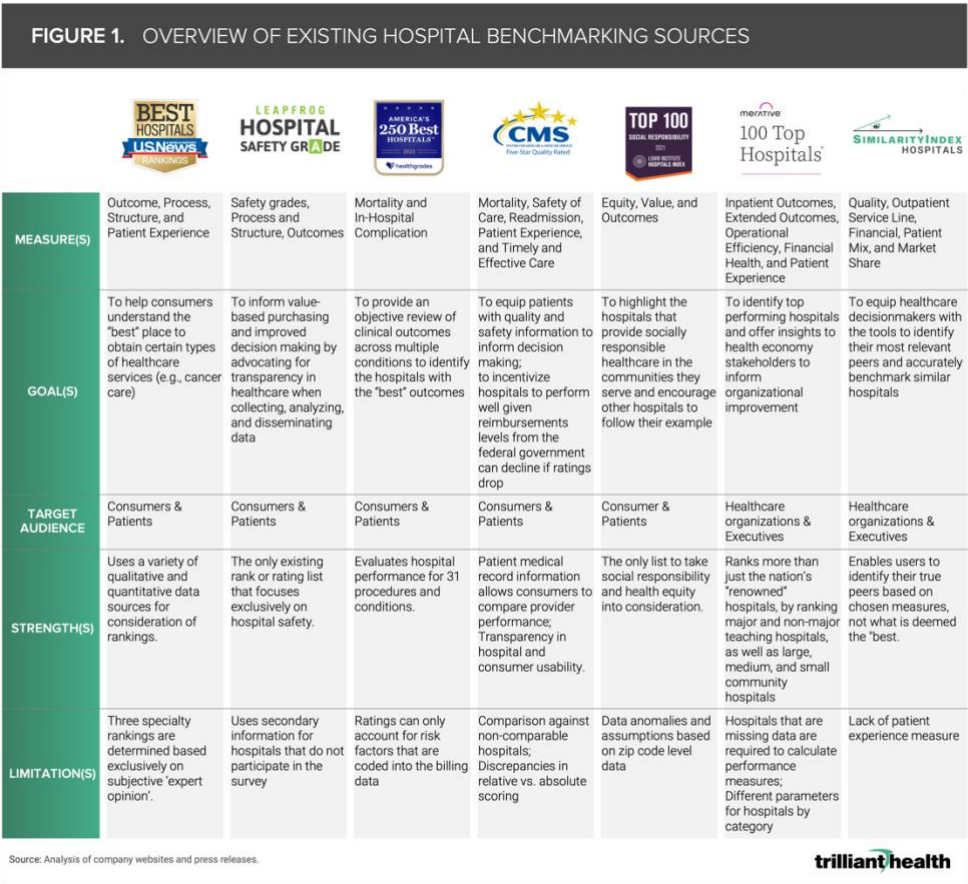 FIGURE 1. OVERVIEW OF EXISTING HOSPITAL BENCHMARKING SOURCES
BEST
HOSPITALS
U.S.News
RANKINGS
LEAPFROG
HOSPITAL
SAFETY GRADE
AMERICA'S
250 Best
HOSPITALS
2022
healthgrades
CMS
Five-Star Quality Rated
TOP 100
SOCIAL RESPONSIBILITY
2021
LOWN INSTITUTE
HOSPITALS INDEX
merative
100 Top
Hospitals
SIMILARITYINDEX
HOSPITALS
MEASURE(S)
Outcome, Process,
Structure, and
Patient Experience
Safety grades,
Process and
Structure, Outcomes
Mortality and
In-Hospital
Complication
Mortality, Safety of
Care, Readmission,
Patient Experience,
and Timely and
Effective Care
Equity, Value, and
Outcomes
Inpatient Outcomes,
Extended Outcomes,
Operational
Efficiency, Financial
Health, and Patient
Experience
Quality, Outpatient
Service Line,
Financial, Patient
Mix, and Market
Share
GOAL(S)
To help consumers
understand the
"best" place to
obtain certain types
of healthcare
services (e.g., cancer
care)
To inform value-
based purchasing
and improved
decision making by
advocating for
transparency in
healthcare when
collecting, analyzing,
and disseminating
data
To provide an
objective review of
clinical outcomes
across multiple
conditions to identify
the hospitals with
the "best" outcomes
To equip patients
with quality and
safety information to
inform decision
making;
to incentivize
hospitals to perform
well given
reimbursements
levels from the
federal government
can decline if ratings
drop
To highlight the
hospitals that
provide socially
responsible
healthcare in the
communities they
serve and encourage
other hospitals to
follow their example
To identify top
performing hospitals
and offer insights to
health economy
stakeholders to
inform
organizational
improvement
To equip healthcare
decisionmakers with
the tools to identify
their most relevant
peers and accurately
benchmark similar
hospitals
TARGET
AUDIENCE
Consumers &
Patients
Consumers &
Patients
Consumers &
Patients
Consumers &
Patients
Consumer &
Patients
Healthcare
organizations &
Executives
Healthcare
organizations &
Executives
STRENGTH(S)
Uses a variety of
qualitative and
quantitative data
sources for
consideration of
rankings.
The only existing
rank or rating list
that focuses
exclusively on
hospital safety.
Evaluates hospital
performance for 31
procedures and
conditions.
Patient medical
record information
allows consumers to
compare provider
performance;
Transparency in
hospital and
consumer usability.
The only list to take
social responsibility
and health equity
into consideration.
Ranks more than
just the nation's
"renowned"
hospitals, by ranking
major and non-major
teaching hospitals,
as well as large,
medium, and small
community
hospitals
Enables users to
identify their true
peers based on
chosen measures,
not what is deemed
the "best.
LIMITATION(S)
Three specialty
rankings are
determined based
exclusively on
subjective 'expert
opinion'.
Uses secondary
information for
hospitals that do not
participate in the
survey
Ratings can only
account for risk
factors that are
coded into the billing
data
Comparison against
non-comparable
hospitals;
Discrepancies in
relative vs. absolute
scoring
Data anomalies and
assumptions based
on zip code level
data
Hospitals that are
missing data are
required to calculate
performance
measures;
Different parameters
for hospitals by
category
Lack of patient
experience measure
Source: Analysis of company websites and press releases.
trilliant health